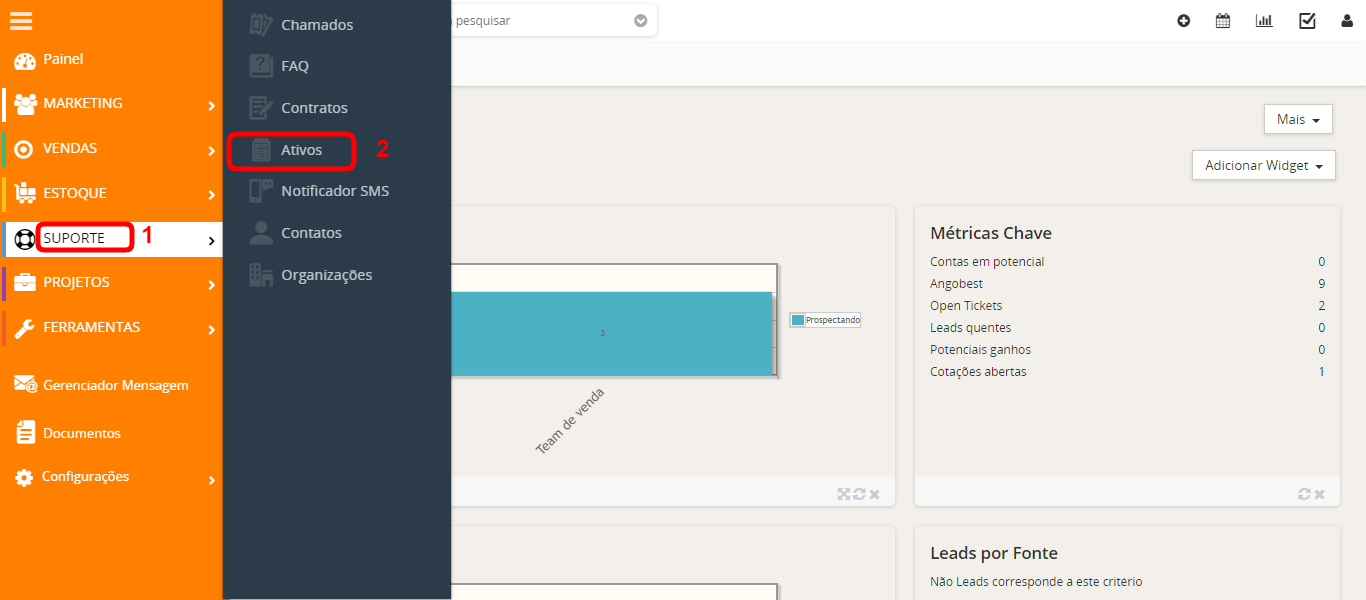 Painel
MARKETING
VENDAS
ESTOQUE
SUPORTE
1
PROJETOS
FERRAMENTAS
Gerenciador Mensagem
Documentos
Configurações
Chamados
FAQ
Contratos
Ativos
2
Notificador SMS
Contatos
Organizações
pesquisar
Mais
Adicionar Widget
3
Prospectando
Team de venda
Métricas Chave
Contas em potencial 0
Angobest 9
Open Tickets 2
Leads quentes 0
Potenciais ganhos 0
Cotações abertas 1
Leads por Fonte
Não Leads corresponde a este critério